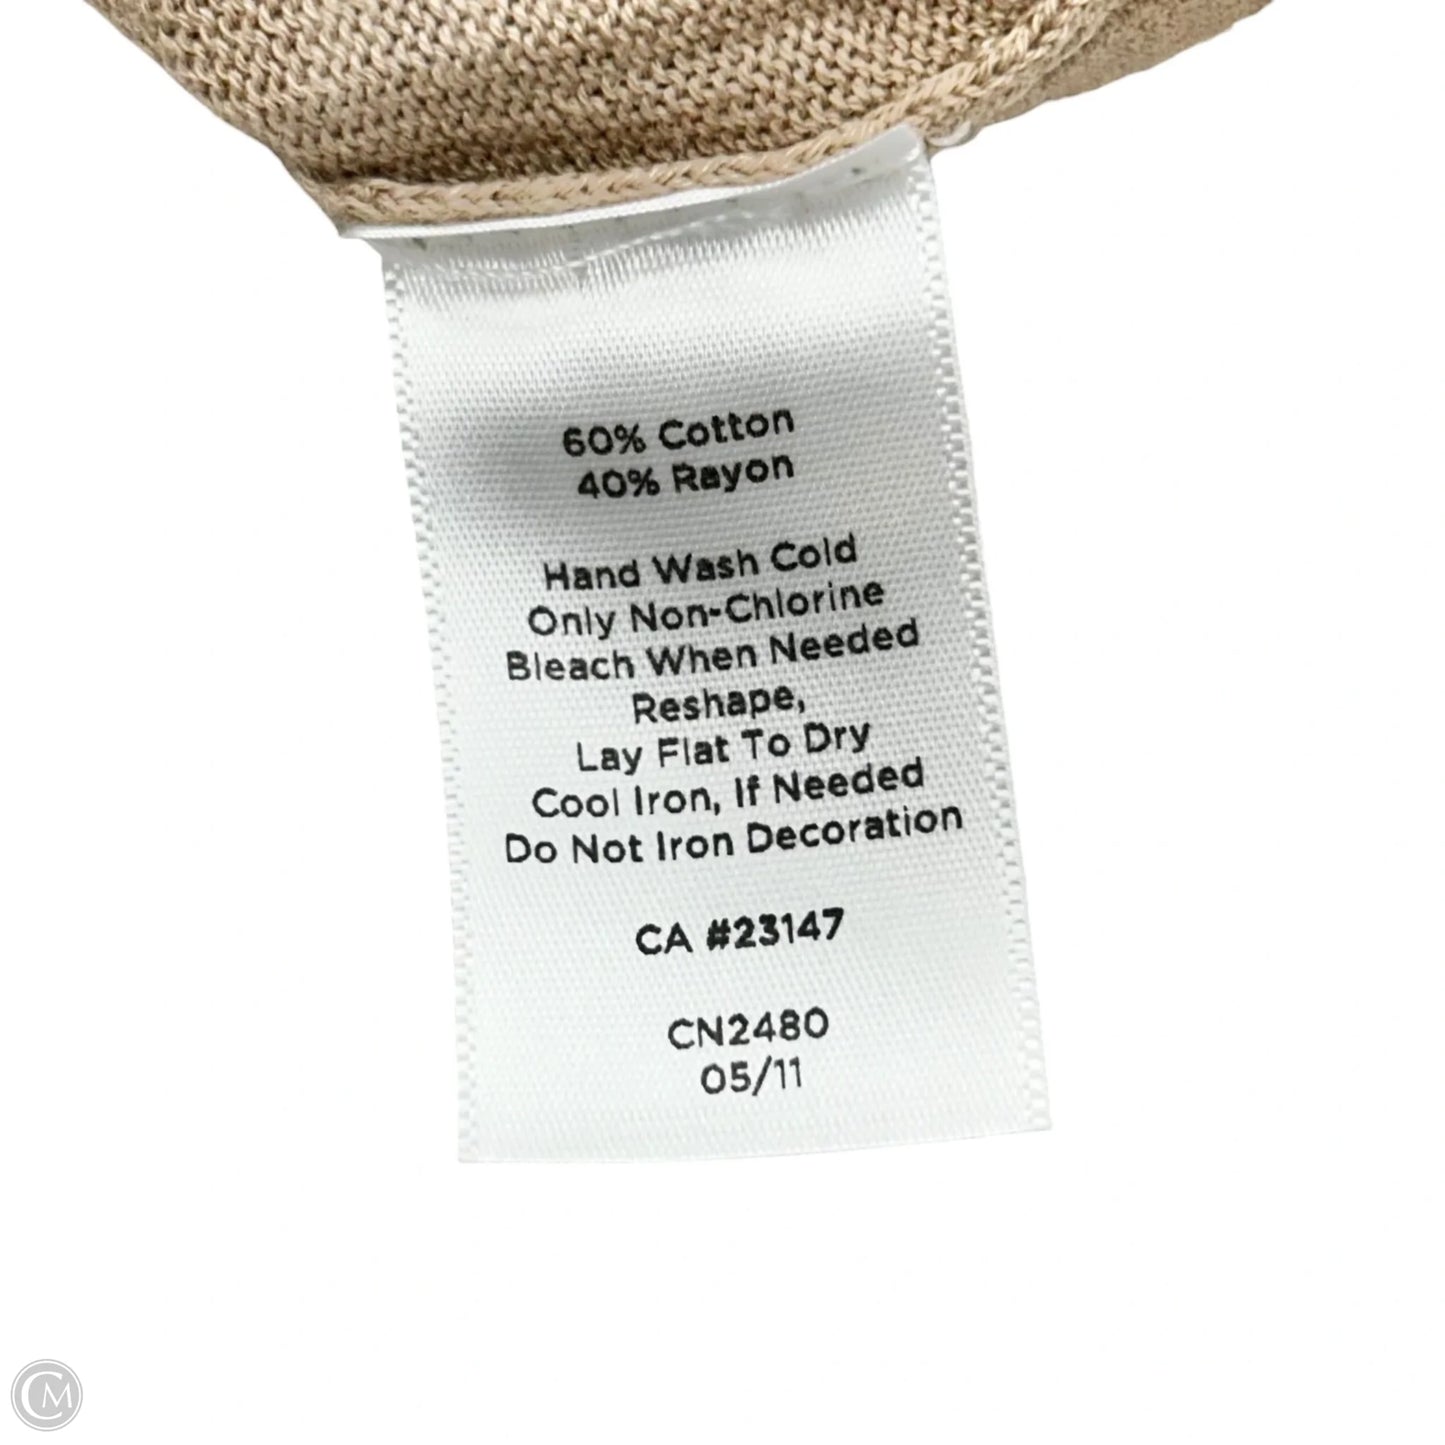 60% Cotton
40% Rayon
Hand Wash Cold
Only Non-Chlorine
Bleach When Needed
Reshape,
Lay Flat To Dry
Cool Iron, If Needed
Do Not Iron Decoration
CA #23147
CN2480
05/11
CM